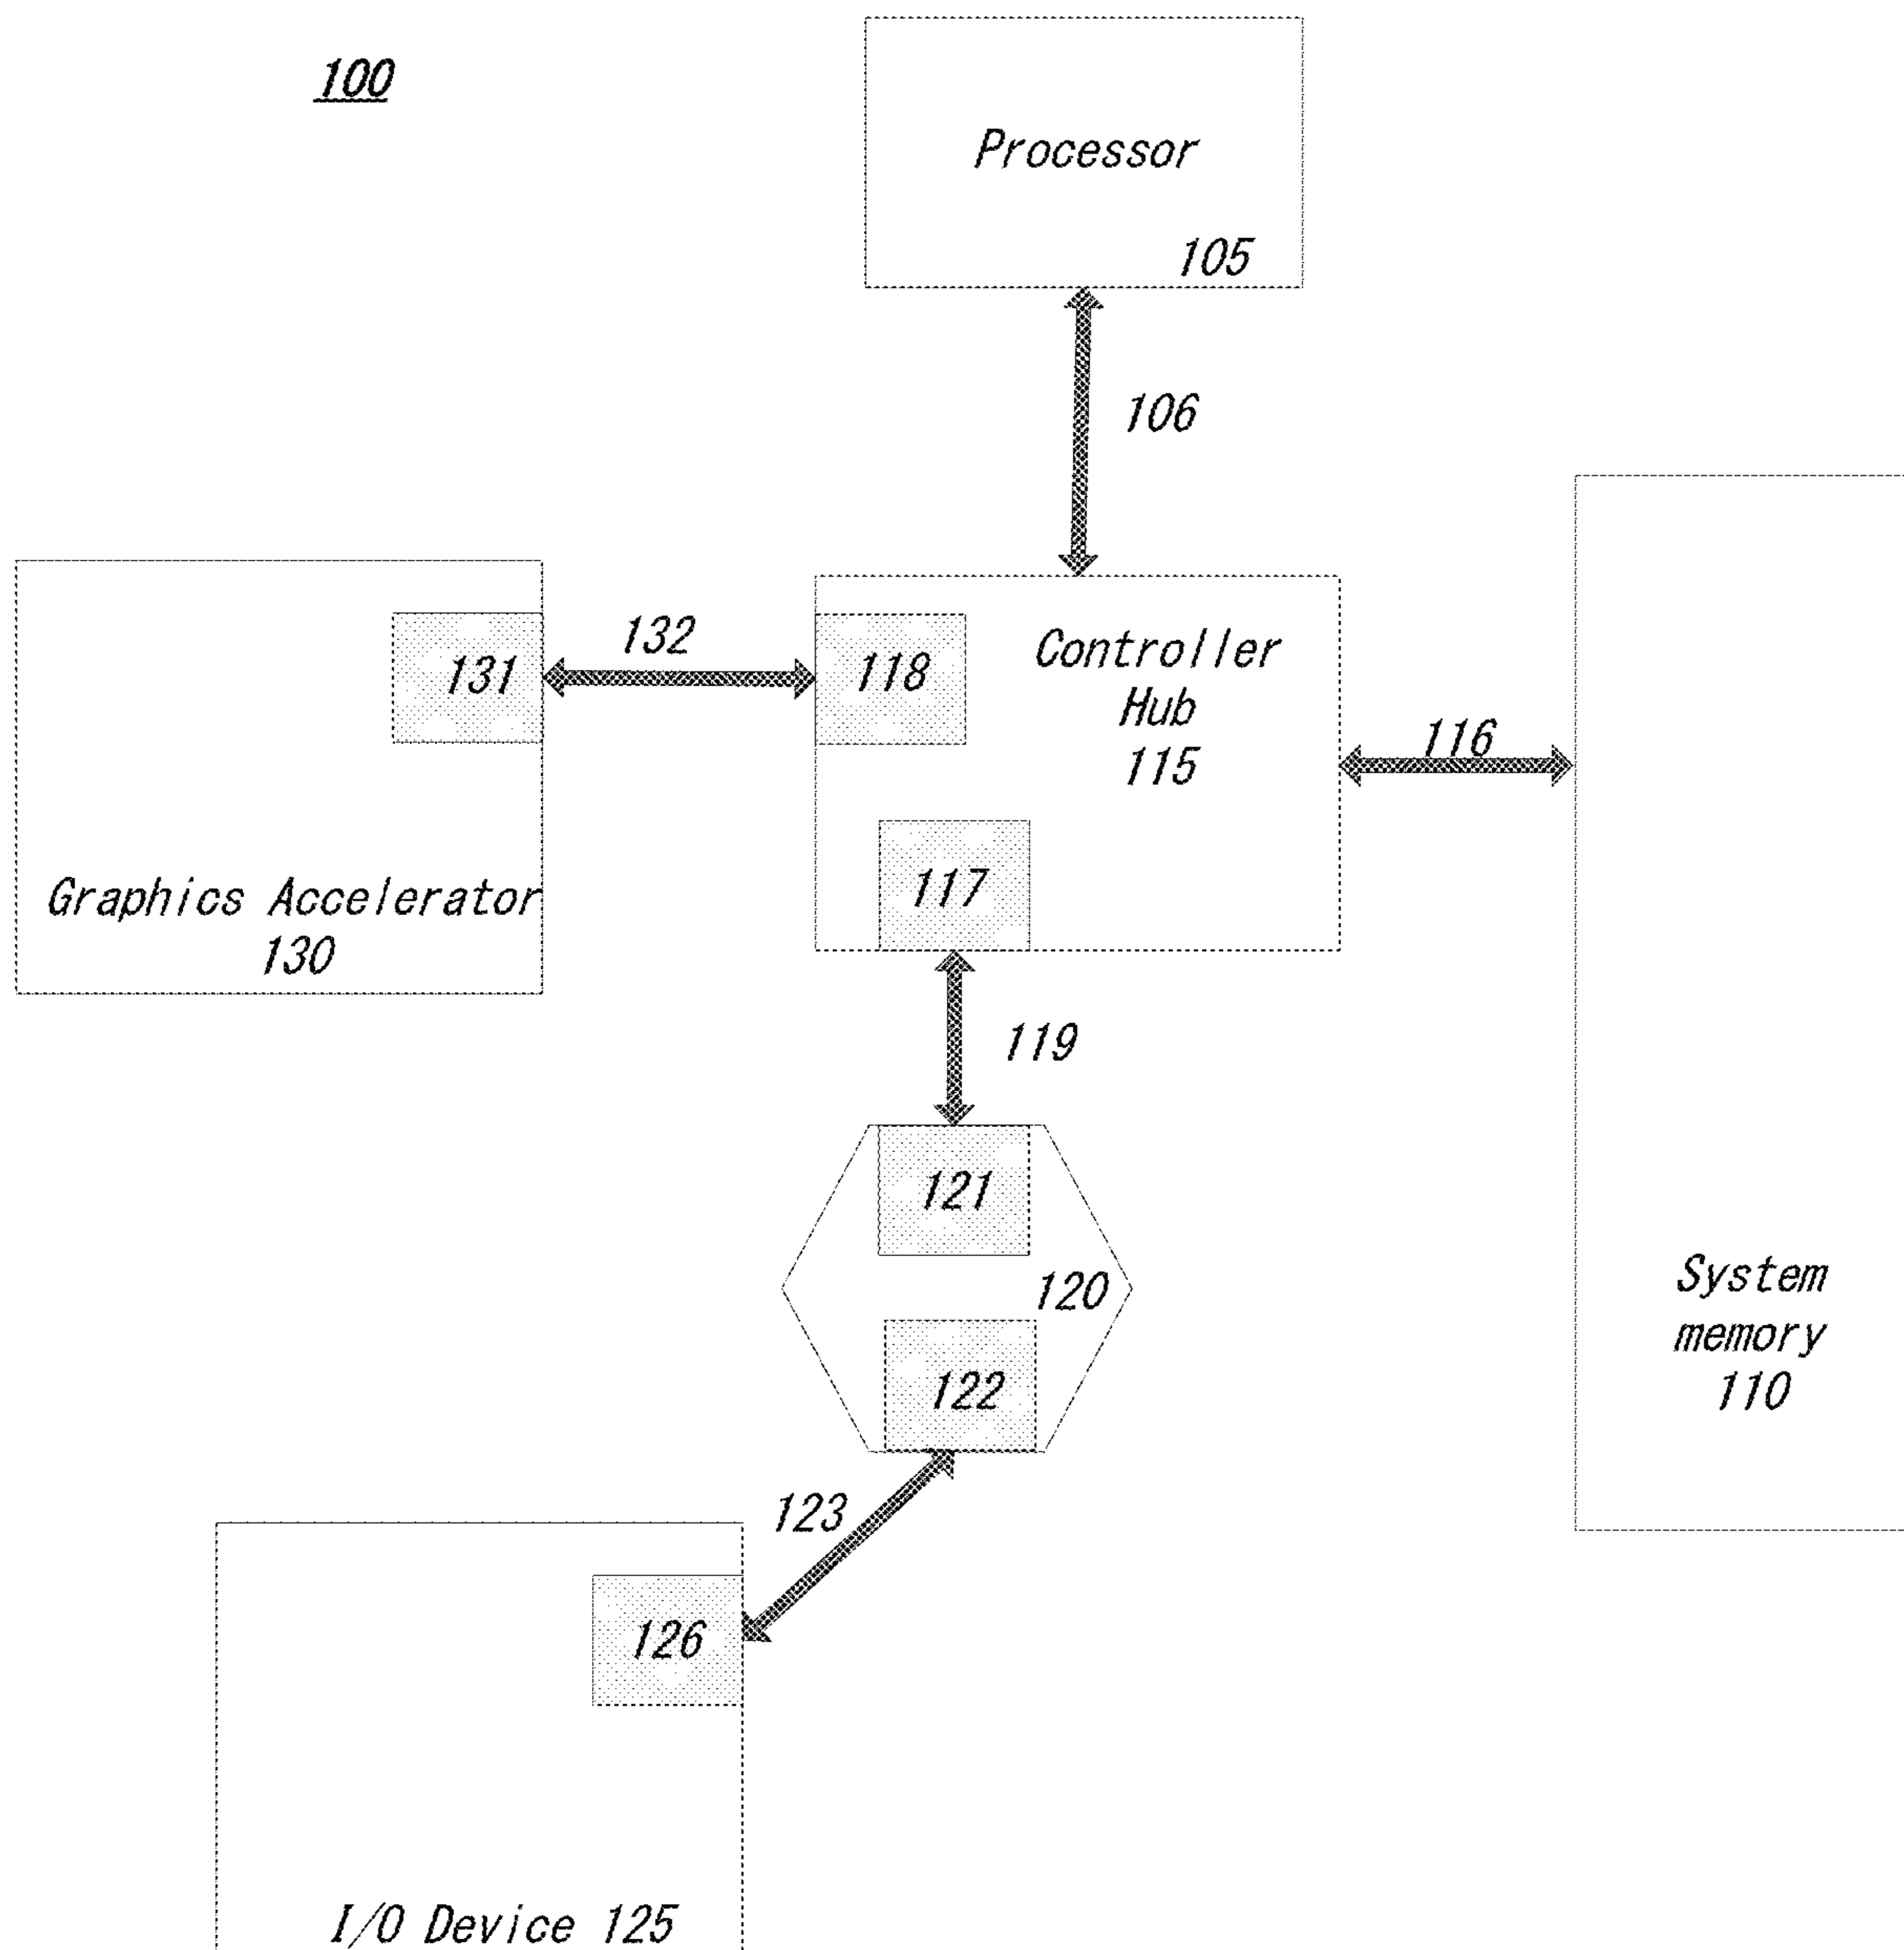 100
Processor
105
106
132
131
118
Controller
Hub
115
116
117
Graphics Accelerator
130
119
121
120
122
System
memory
110
123
126
I/O Device 125